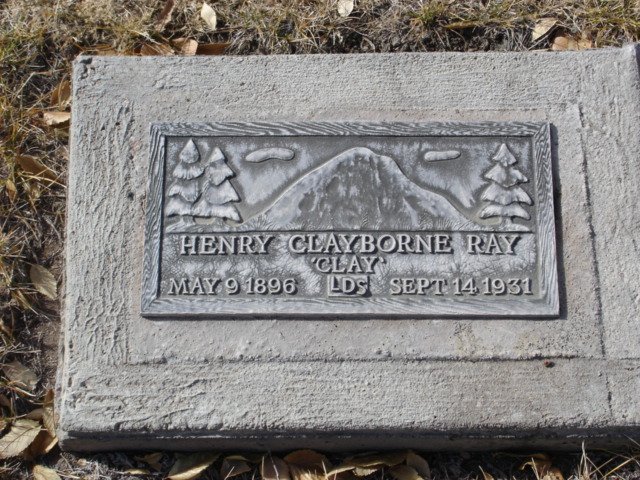 HENRY CLAYBORNE RAY
'CLAY'
MAY 9 1896 LDS SEPT 14 1931